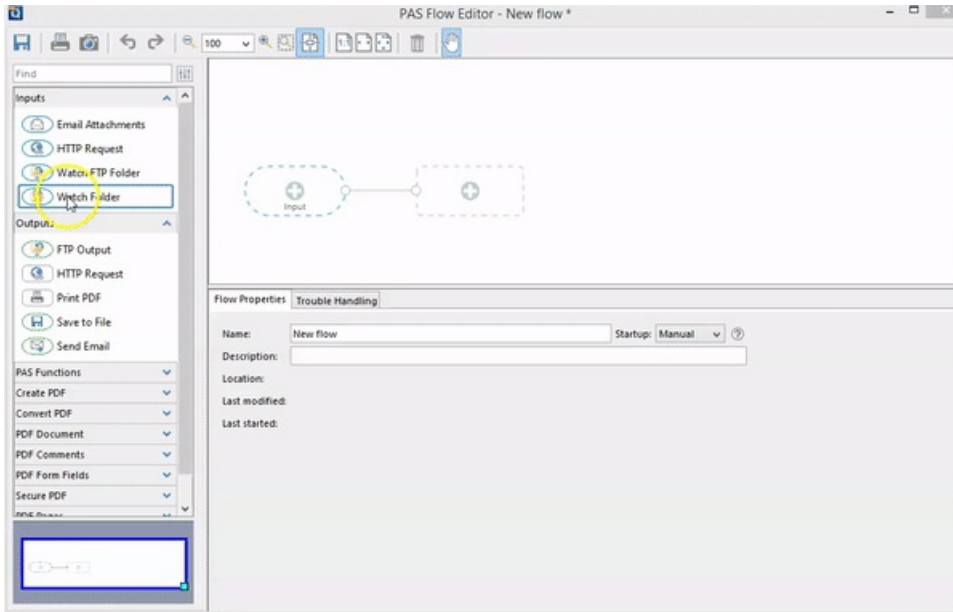 PAS Flow Editor - New flow *
100
Find
Inputs
Email Attachments
HTTP Request
Watch FTP Folder
Watch Folder
Outputs
FTP Output
HTTP Request
Print PDF
Save to File
Send Email
PAS Functions
Create PDF
Convert PDF
PDF Document
PDF Comments
PDF Form Fields
Secure PDF
PDF Pages
Input
Flow Properties Trouble Handling
Name: New flow Startup: Manual ?
Description:
Location:
Last modified:
Last started: